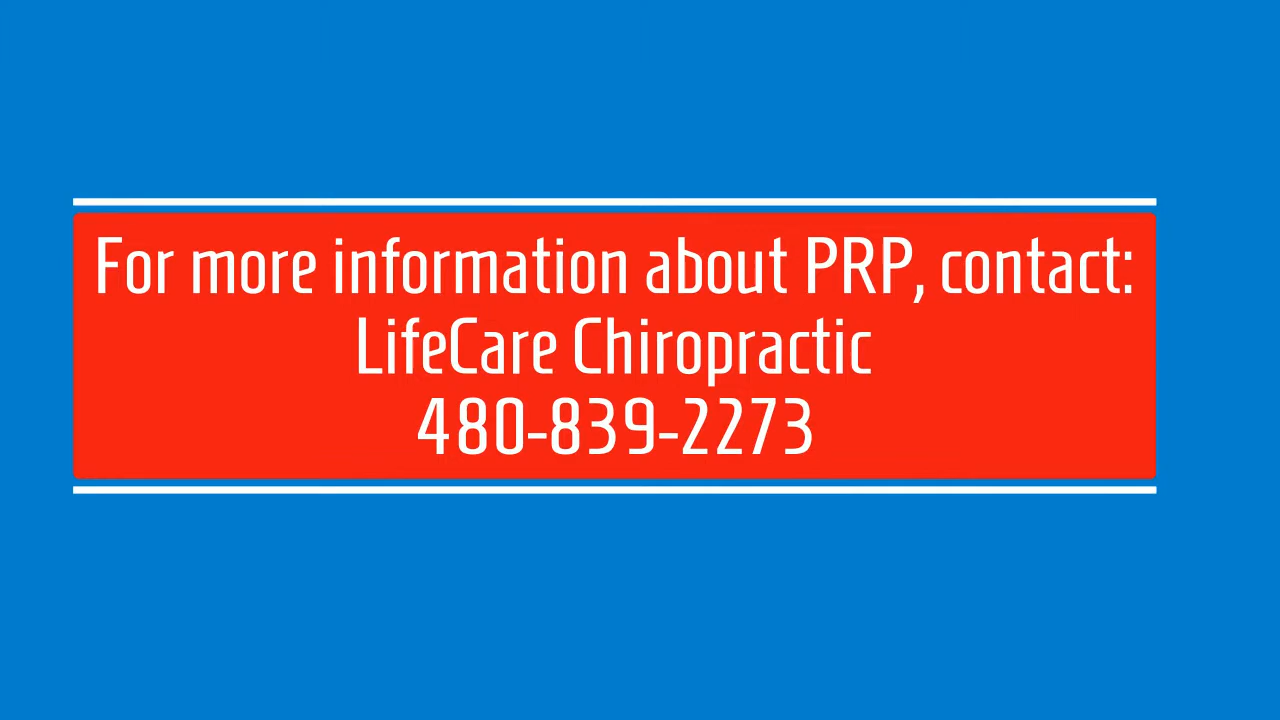 For more information about PRP, contact:
LifeCare Chiropractic
480-839-2273